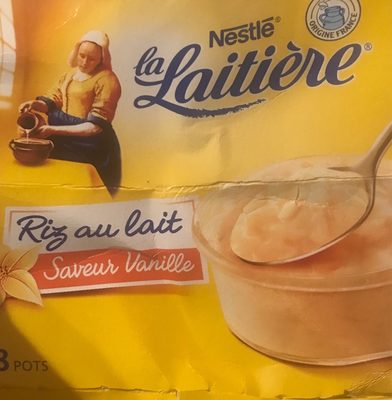 Nestlé®
la Laitière®
ORIGINE FRANCE
Riz au lait
Saveur Vanille
8 POTS